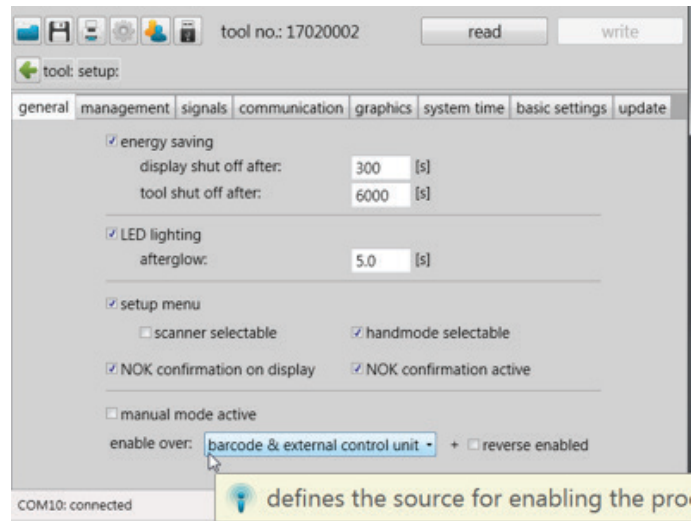 tool no.: 17020002 read write
tool: setup:
general management signals communication graphics system time basic settings update
energy saving
display shut off after: 300 [s]
tool shut off after: 6000 [s]
LED lighting
afterglow: 5.0 [s]
setup menu
scanner selectable handmode selectable
NOK confirmation on display NOK confirmation active
manual mode active
enable over: barcode & external control unit + reverse enabled
COM10: connected defines the source for enabling the